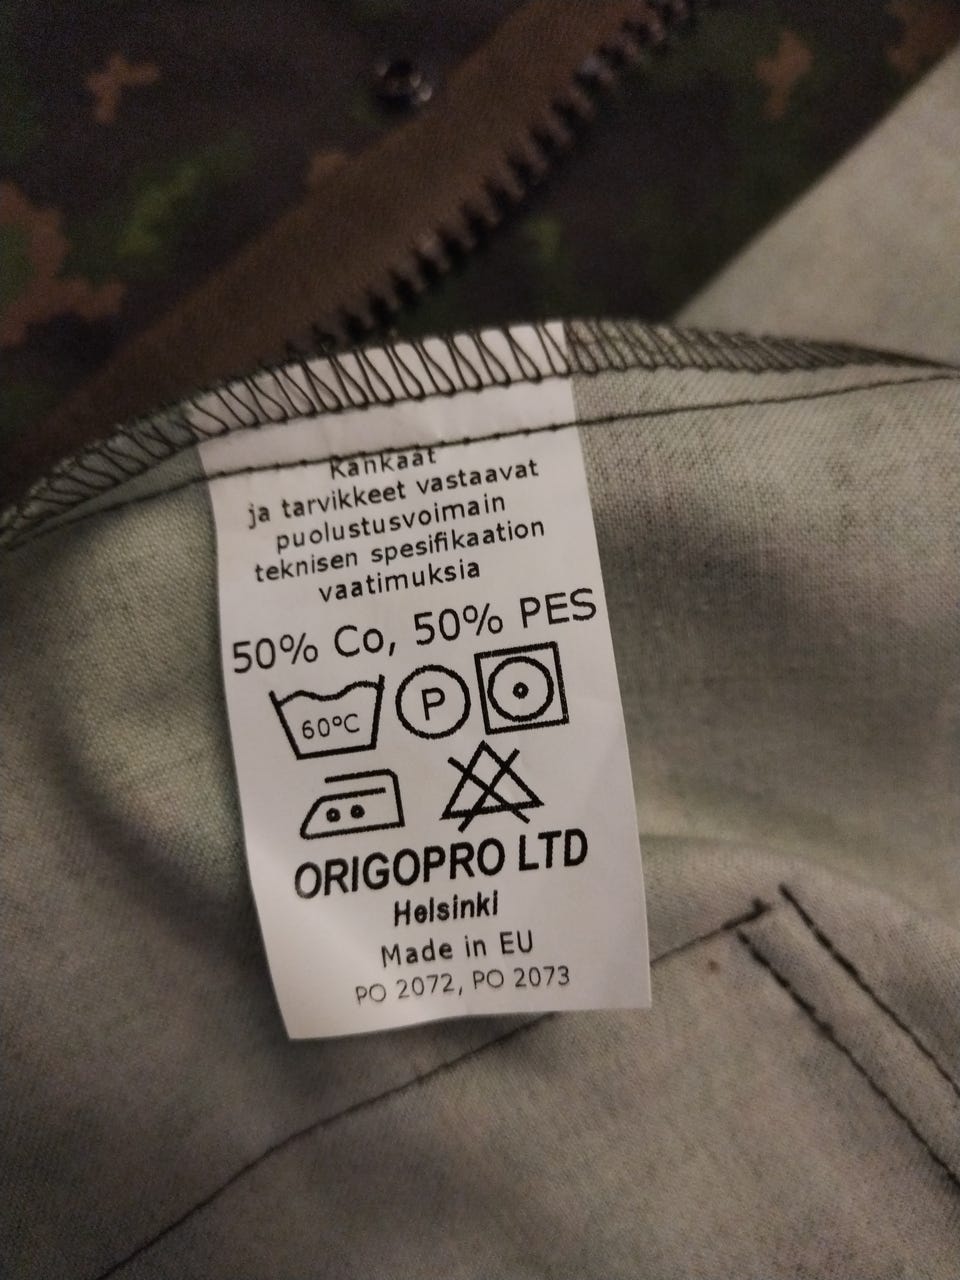 Kankaat
ja tarvikkeet vastaavat
puolustusvoimain
teknisen spesifikaation
vaatimuksia
50% Co, 50% PES
60°C P
ORIGOPRO LTD
Helsinki
Made in EU
PO 2072, PO 2073